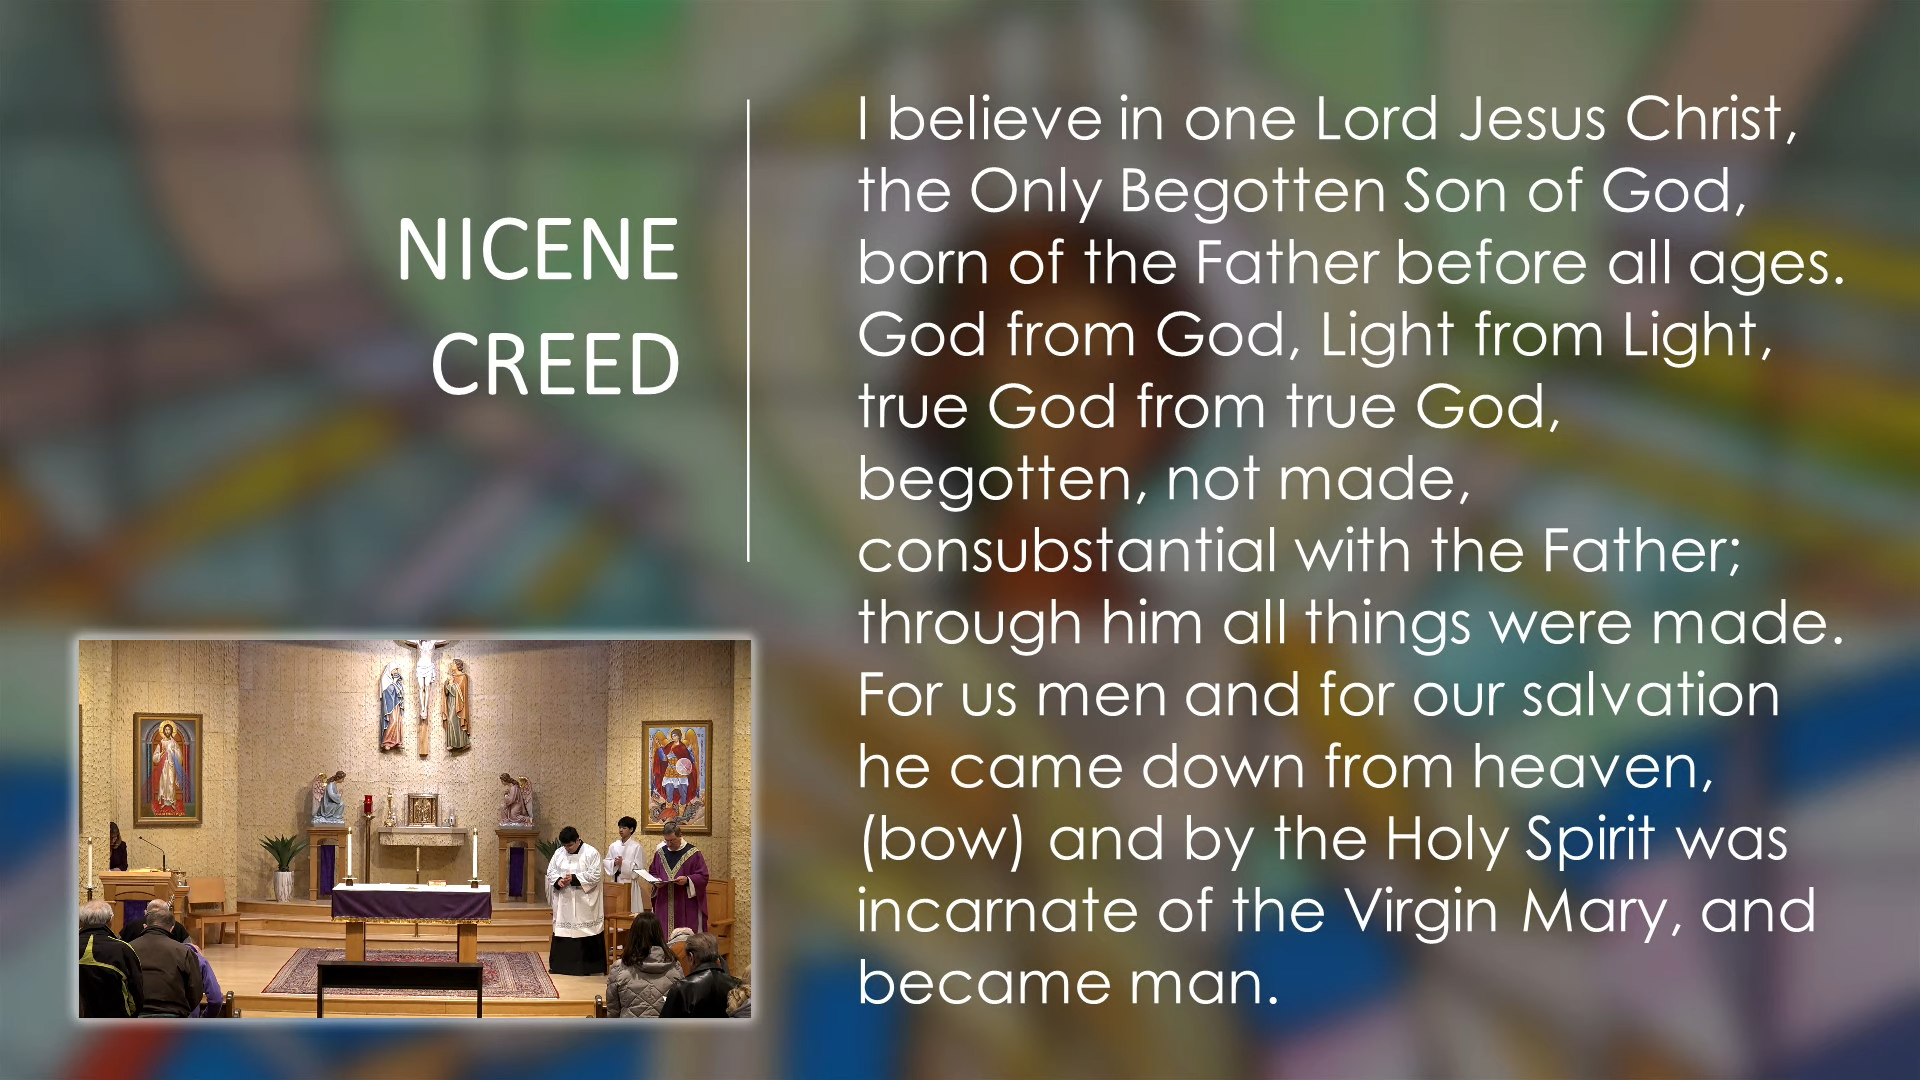 NICENE
CREED
I believe in one Lord Jesus Christ,
the Only Begotten Son of God,
born of the Father before all ages.
God from God, Light from Light,
true God from true God,
begotten, not made,
consubstantial with the Father;
through him all things were made.
For us men and for our salvation
he came down from heaven,
(bow) and by the Holy Spirit was
incarnate of the Virgin Mary, and
became man.